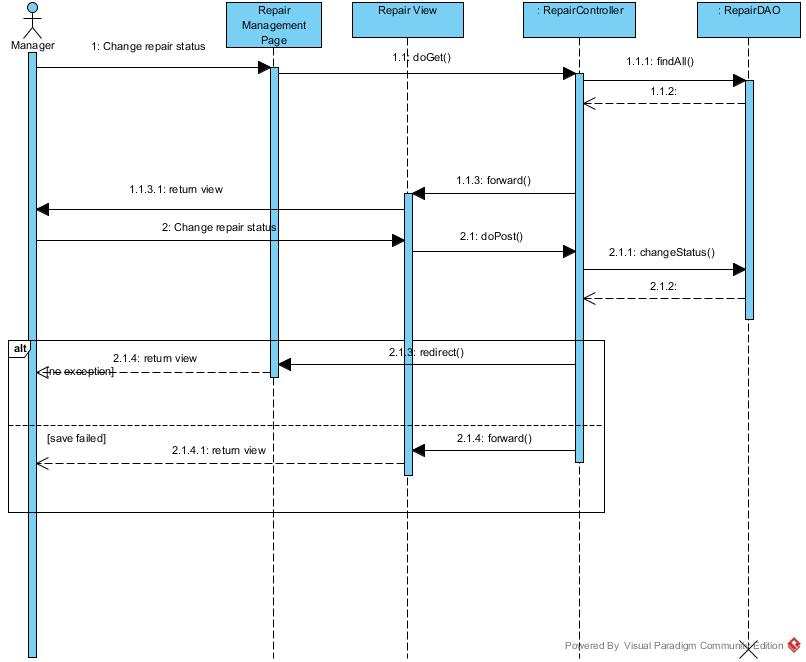 Repair
Management
Page
Repair View
: RepairController
: RepairDAO
Manager
1: Change repair status
1.1: doGet()
1.1.1: findAll()
1.1.2:
1.1.3: forward()
1.1.3.1: return view
2: Change repair status
2.1: doPost()
2.1.1: changeStatus()
2.1.2:
alt
2.1.3: redirect()
2.1.4: return view
[no exception]
[save failed]
2.1.4: forward()
2.1.4.1: return view
Powered By Visual Paradigm Community Edition